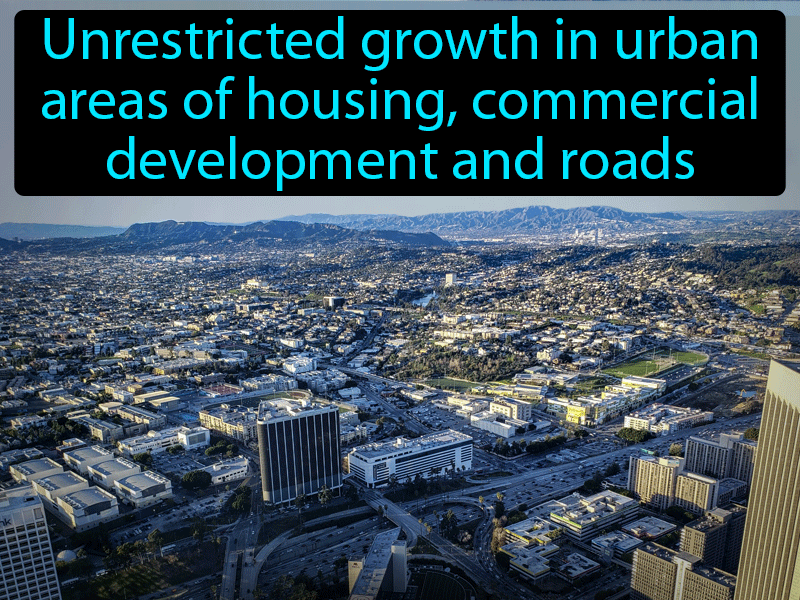 Unrestricted growth in urban
areas of housing, commercial
development and roads